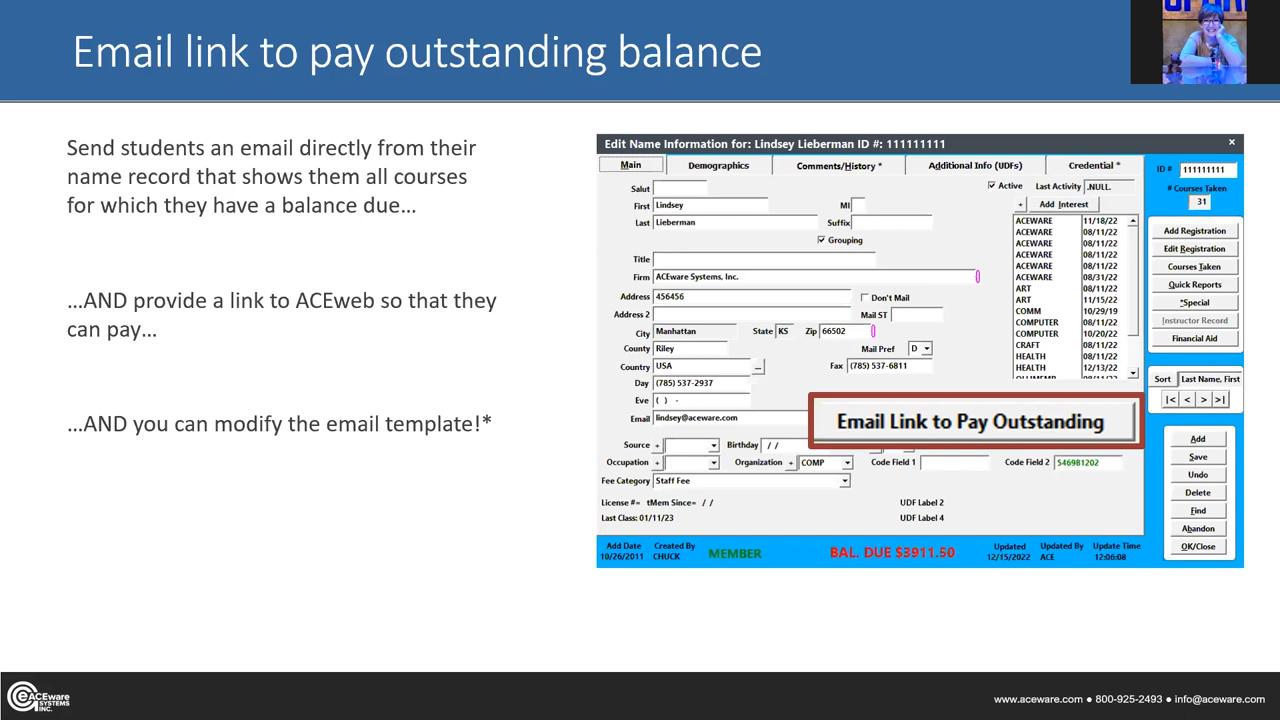 Email link to pay outstanding balance
Send students an email directly from their
name record that shows them all courses
for which they have a balance due…
…AND provide a link to ACEweb so that they
can pay…
…AND you can modify the email template!*
Edit Name Information for: Lindsey Lieberman ID #: 111111111 ×
Main Demographics Comments/History * Additional Info (UDFs) Credential *
Salut
First Lindsey MI
Last Lieberman Suffix
Grouping
Title
Firm ACEware Systems, Inc.
Address 456456 Don't Mail
Address 2 Mail ST
City Manhattan State KS Zip 66502
County Riley Mail Pref D
Country USA ... Fax (785) 537-6811
Day (785) 537-2937
Eve ( ) -
Email lindsey@aceware.com
Email Link to Pay Outstanding
Source + Birthday / /
Occupation + Organization + COMP Code Field 1 Code Field 2 5469B1202
Fee Category Staff Fee
License #= tMem Since= / / UDF Label 2
Last Class: 01/11/23 UDF Label 4
Active Last Activity .NULL.
+ Add Interest
ACEWARE 11/18/22
ACEWARE 08/11/22
ACEWARE 08/11/22
ACEWARE 08/11/22
ACEWARE 08/11/22
ACEWARE 08/31/22
ART 08/11/22
ART 11/15/22
COMM 10/29/19
COMPUTER 08/11/22
COMPUTER 10/20/22
CRAFT 08/11/22
HEALTH 08/11/22
HEALTH 12/13/22
ID # 111111111
# Courses Taken
31
Add Registration
Edit Registration
Courses Taken
Quick Reports
*Special
Instructor Record
Financial Aid
Sort Last Name, First
|< < > >|
Add
Save
Undo
Delete
Find
Abandon
OK/Close
Add Date Created By Updated Updated By Update Time
10/26/2011 CHUCK MEMBER BAL. DUE $3911.50 12/15/2022 ACE 12:06:08
ACEware
SYSTEMS
INC.
www.aceware.com ● 800-925-2493 ● info@aceware.com